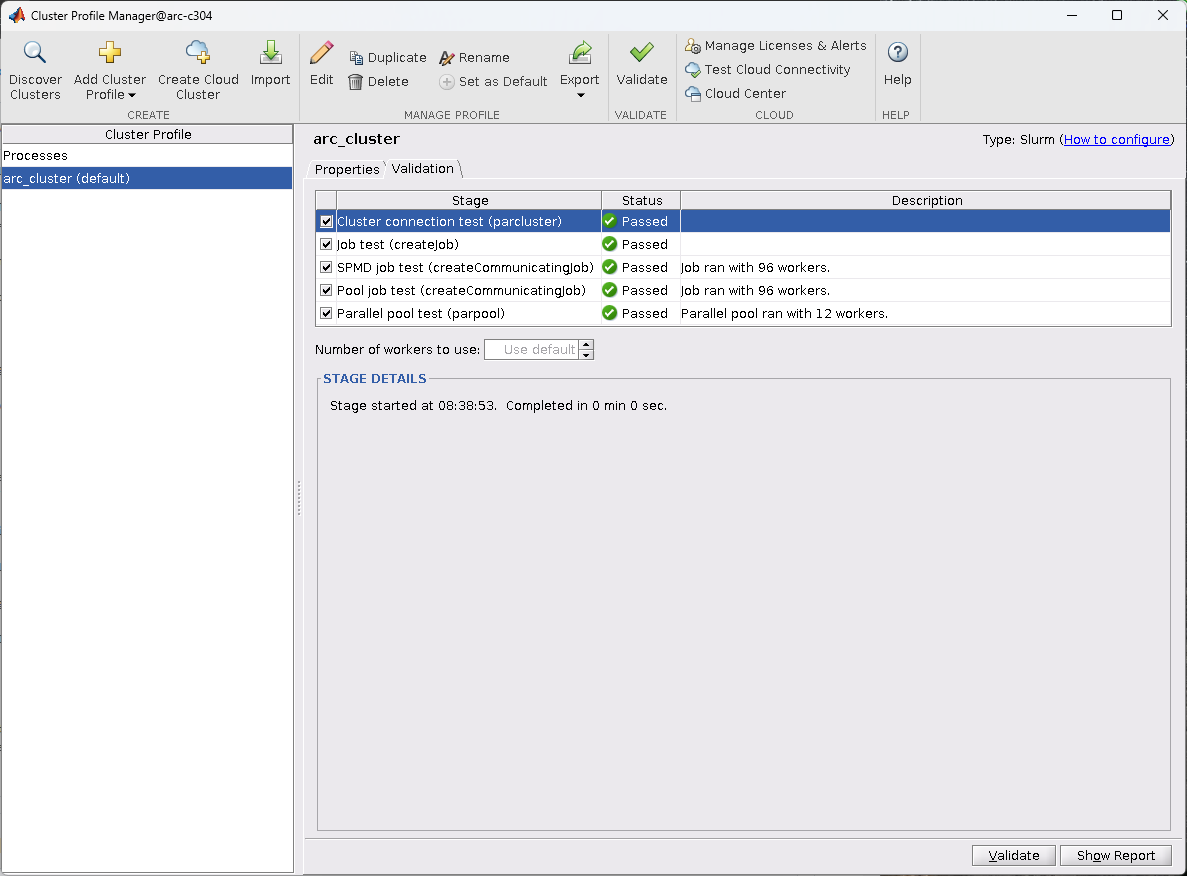 Cluster Profile Manager@arc-c304
Discover Clusters
Add Cluster Profile
Create Cloud Cluster
Import
CREATE
Edit
Duplicate
Delete
Rename
Set as Default
Export
MANAGE PROFILE
Validate
VALIDATE
Manage Licenses & Alerts
Test Cloud Connectivity
Cloud Center
CLOUD
Help
HELP
Cluster Profile
Processes
arc_cluster (default)
arc_cluster
Type: Slurm (How to configure)
Properties Validation
Stage Status Description
Cluster connection test (parcluster) Passed
Job test (createJob) Passed
SPMD job test (createCommunicatingJob) Passed Job ran with 96 workers.
Pool job test (createCommunicatingJob) Passed Job ran with 96 workers.
Parallel pool test (parpool) Passed Parallel pool ran with 12 workers.
Number of workers to use: Use default
STAGE DETAILS
Stage started at 08:38:53. Completed in 0 min 0 sec.
Validate Show Report